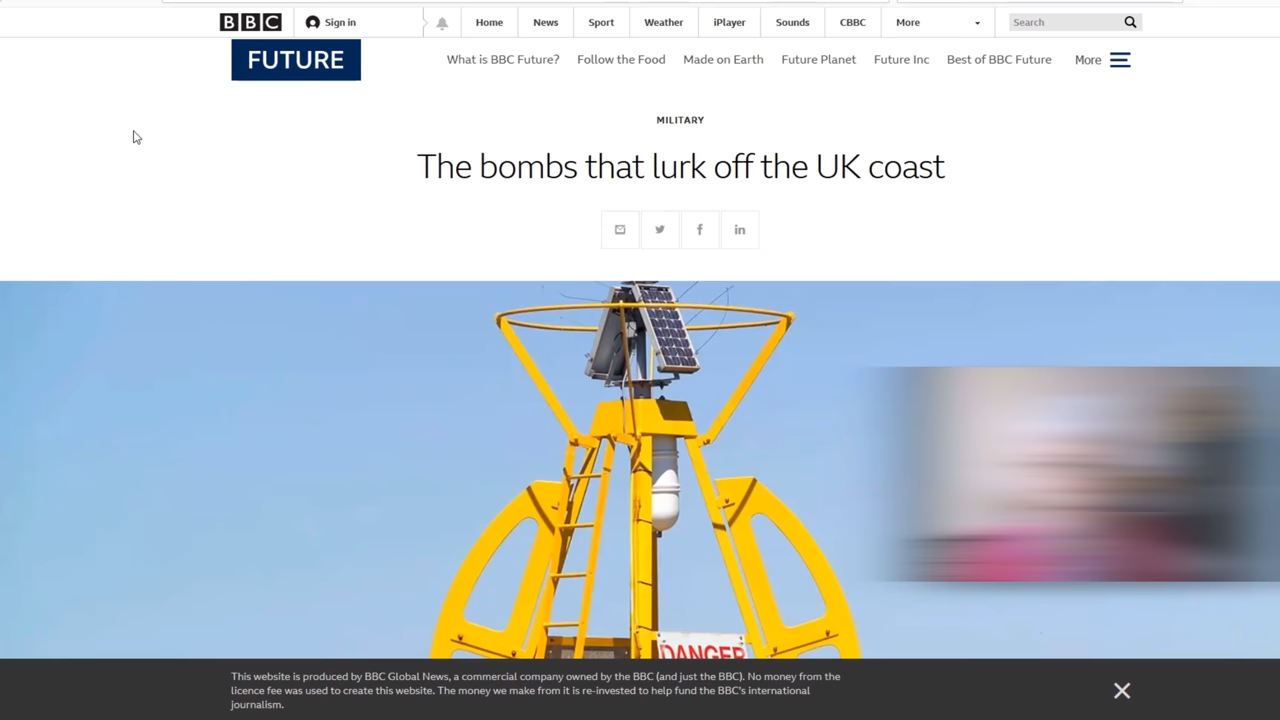 BBC Sign in Home News Sport Weather iPlayer Sounds CBBC More Search
FUTURE What is BBC Future? Follow the Food Made on Earth Future Planet Future Inc Best of BBC Future More
MILITARY
The bombs that lurk off the UK coast
DANGER
This website is produced by BBC Global News, a commercial company owned by the BBC (and just the BBC). No money from the
licence fee was used to create this website. The money we make from it is re-invested to help fund the BBC's international
journalism.